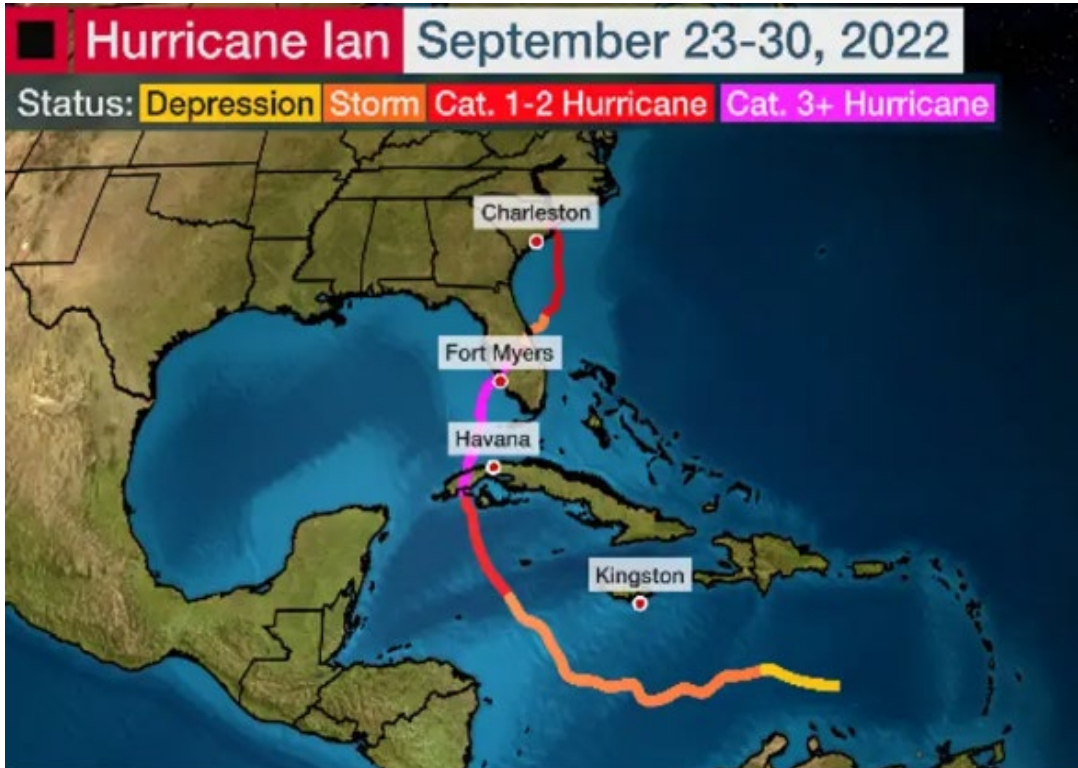 Hurricane Ian September 23-30, 2022
Status: Depression Storm Cat. 1-2 Hurricane Cat. 3+ Hurricane
Charleston
Fort Myers
Havana
Kingston